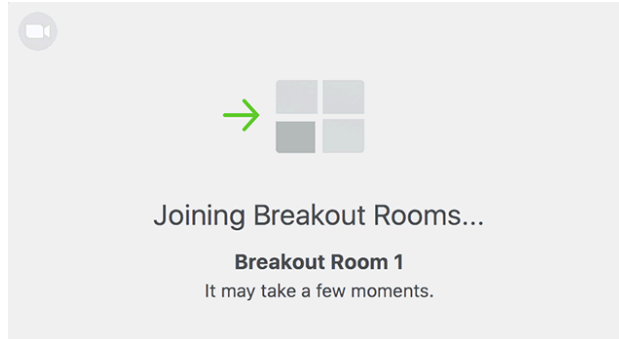 Joining Breakout Rooms...
Breakout Room 1
It may take a few moments.